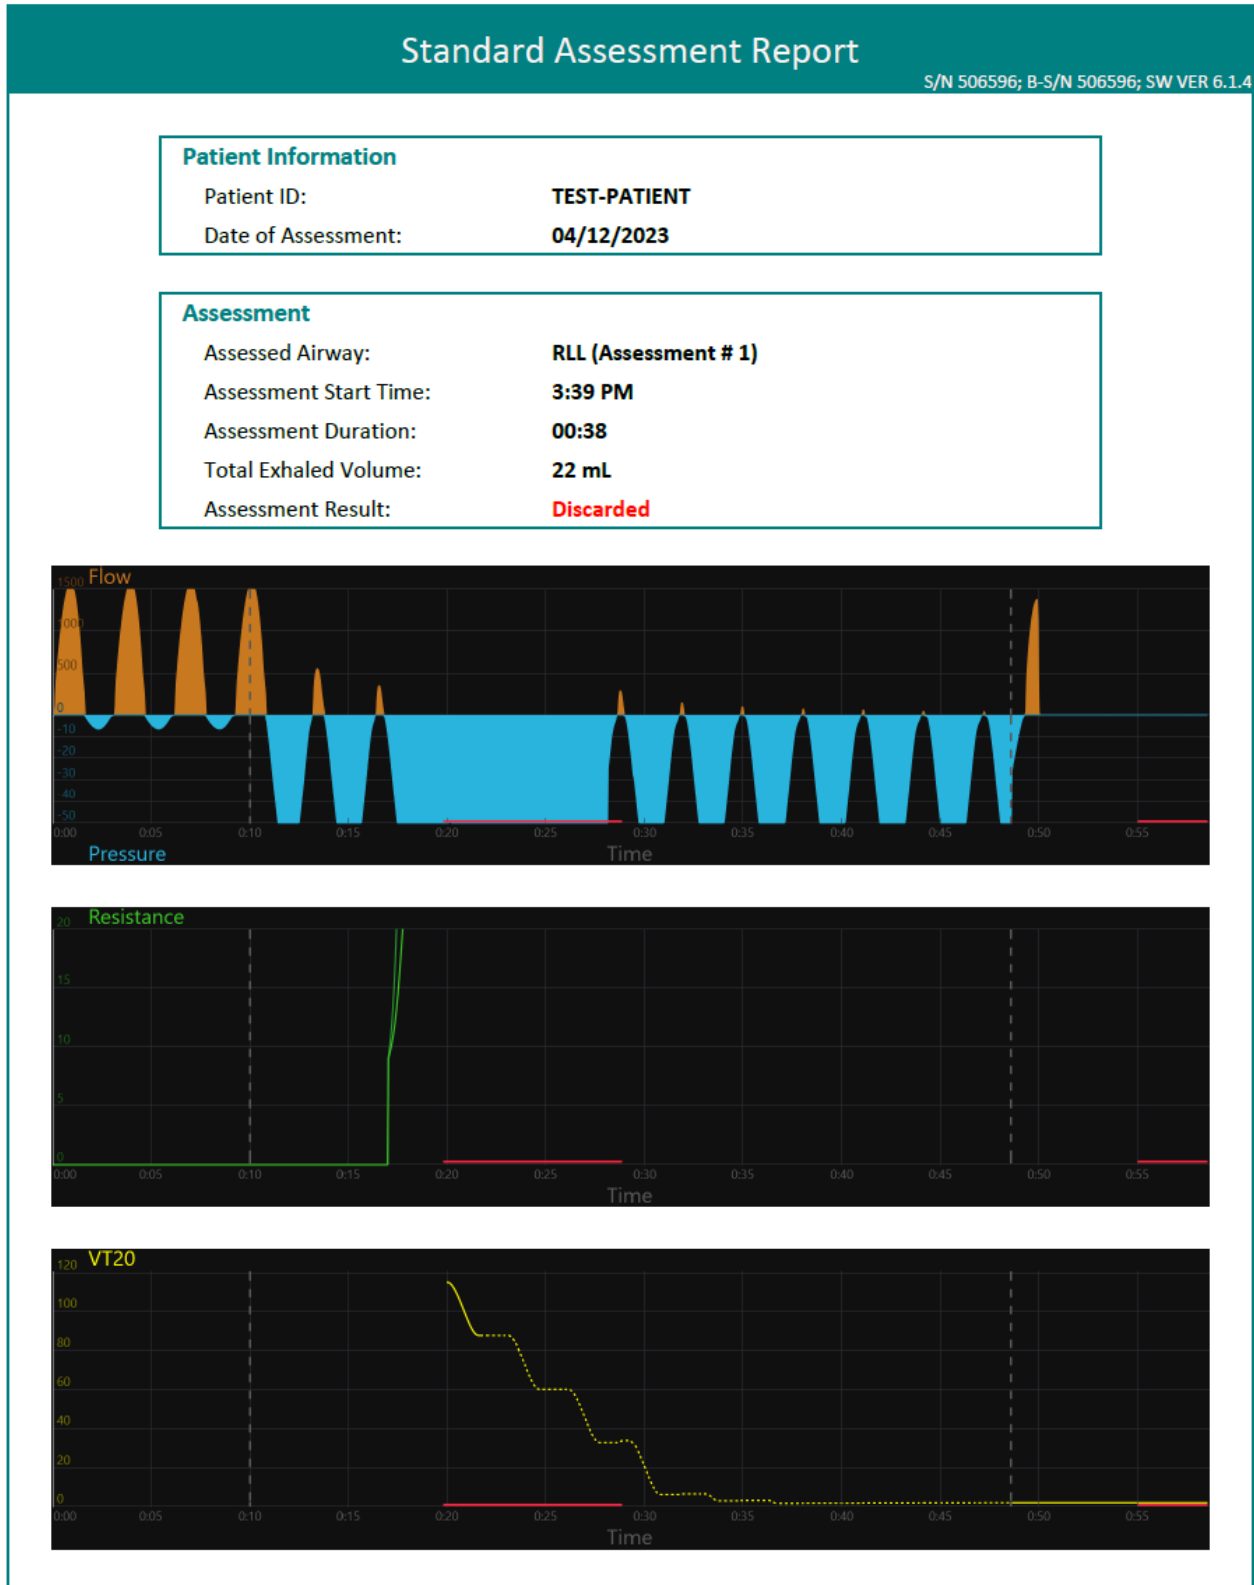 Standard Assessment Report
S/N 506596; B-S/N 506596; SW VER 6.1.4
Patient Information
Patient ID: TEST-PATIENT
Date of Assessment: 04/12/2023
Assessment
Assessed Airway: RLL (Assessment # 1)
Assessment Start Time: 3:39 PM
Assessment Duration: 00:38
Total Exhaled Volume: 22 mL
Assessment Result: Discarded
1500 Flow
1000
500
0
-10
-20
-30
-40
-50
0:00 0:05 0:10 0:15 0:20 0:25 0:30 0:35 0:40 0:45 0:50 0:55
Pressure Time
20 Resistance
15
10
5
0
0:00 0:05 0:10 0:15 0:20 0:25 0:30 0:35 0:40 0:45 0:50 0:55
Time
120 VT20
100
80
60
40
20
0
0:00 0:05 0:10 0:15 0:20 0:25 0:30 0:35 0:40 0:45 0:50 0:55
Time